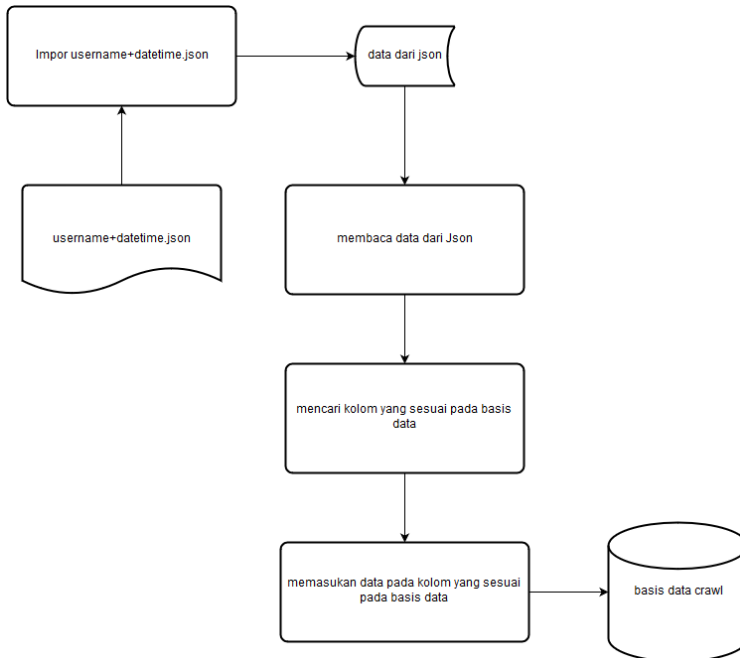 Impor username+datetime.json
data dari json
username+datetime.json
membaca data dari Json
mencari kolom yang sesuai pada basis
data
memasukan data pada kolom yang sesuai
pada basis data
basis data crawl